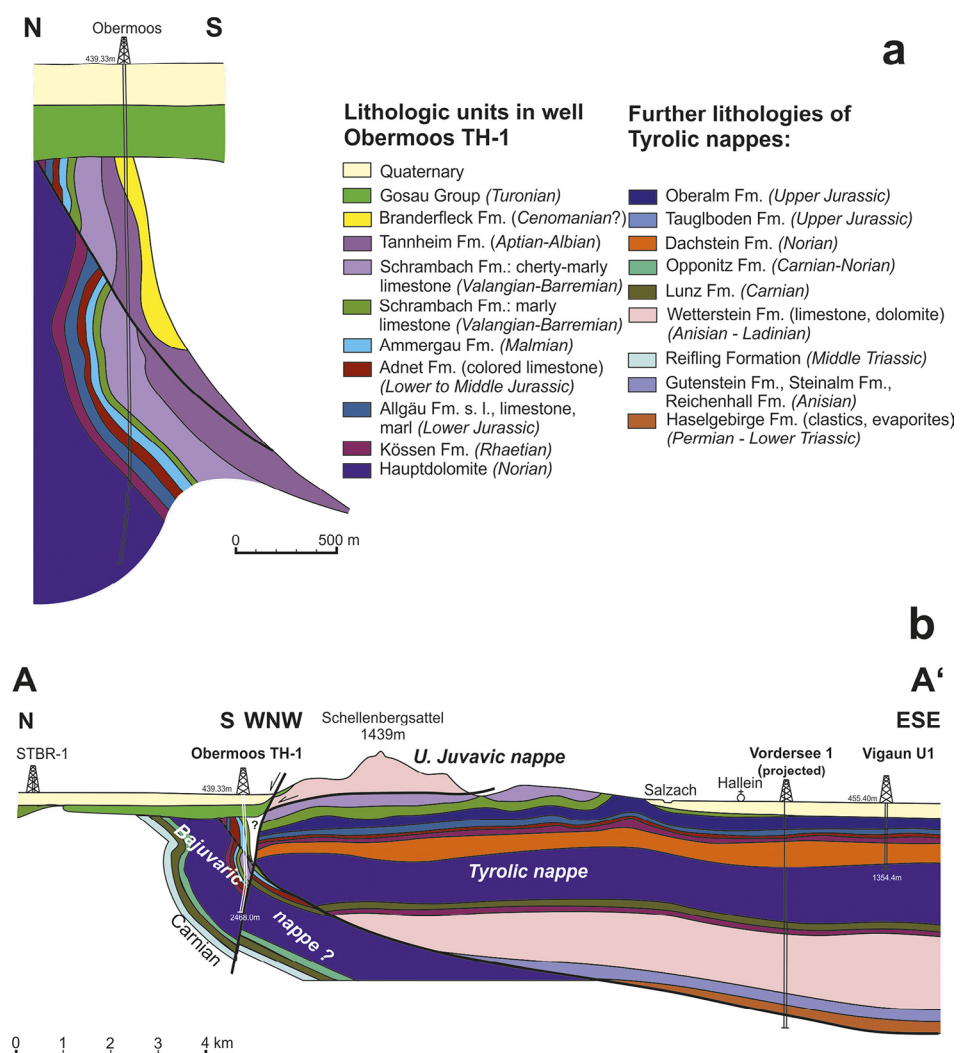 N
Obermoos
S
439.33m
a
Lithologic units in well
Obermoos TH-1
Quaternary
Gosau Group (Turonian)
Branderfleck Fm. (Cenomanian?)
Tannheim Fm. (Aptian-Albian)
Schrambach Fm.: cherty-marly
limestone (Valangian-Barremian)
Schrambach Fm.: marly
limestone (Valangian-Barremian)
Ammergau Fm. (Malmian)
Adnet Fm. (colored limestone)
(Lower to Middle Jurassic)
Allgäu Fm. s. l., limestone,
marl (Lower Jurassic)
Kössen Fm. (Rhaetian)
Hauptdolomite (Norian)
Further lithologies of
Tyrolic nappes:
Oberalm Fm. (Upper Jurassic)
Tauglboden Fm. (Upper Jurassic)
Dachstein Fm. (Norian)
Opponitz Fm. (Carnian-Norian)
Lunz Fm. (Carnian)
Wetterstein Fm. (limestone, dolomite)
(Anisian - Ladinian)
Reifling Formation (Middle Triassic)
Gutenstein Fm., Steinalm Fm.,
Reichenhall Fm. (Anisian)
Haselgebirge Fm. (clastics, evaporites)
(Permian - Lower Triassic)
0 500 m
b
A A‘
N S WNW ESE
STBR-1
Obermoos TH-1
439.33m
Schellenbergsattel
1439m
U. Juvavic nappe
Salzach
Hallein
Vordersee 1
(projected)
Vigaun U1
455.40m
?
Bajuvaric
nappe ?
Tyrolic nappe
1354.4m
2468.0m
Carnian
0 1 2 3 4 km